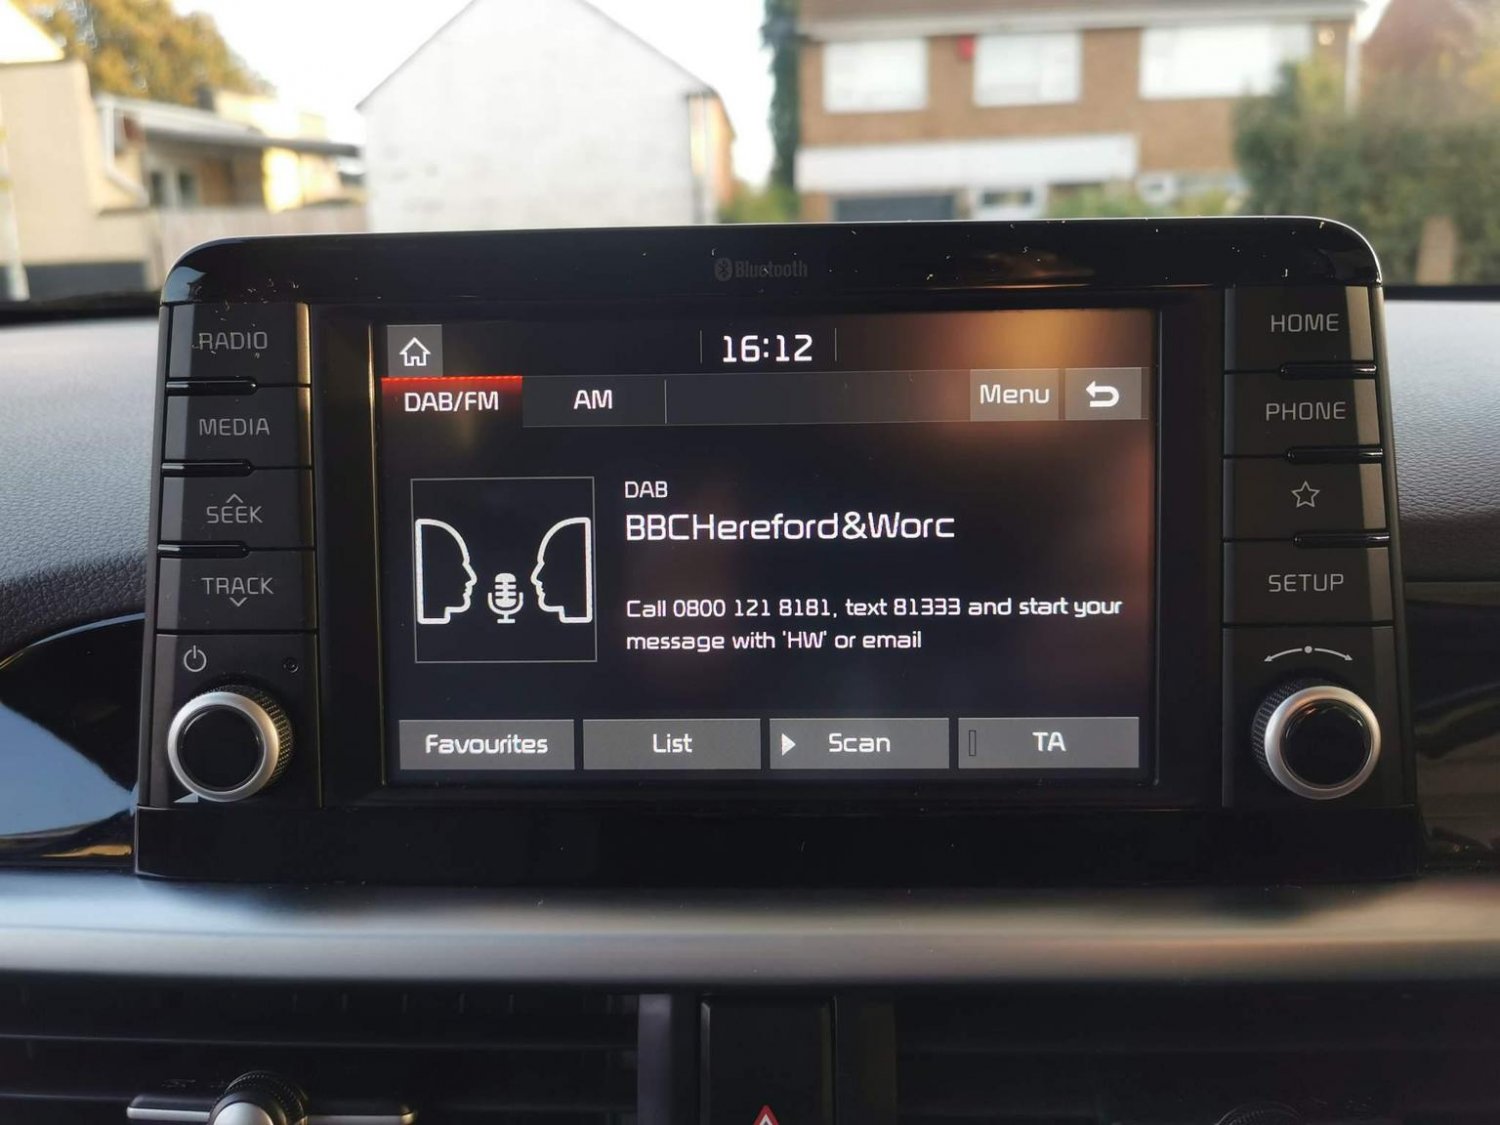 Bluetooth
RADIO
MEDIA
SEEK
TRACK
16:12
DAB/FM
AM
Menu
DAB
BBCHereford&Worc
Call 0800 121 8181, text 81333 and start your
message with 'HW' or email
Favourites
List
Scan
TA
HOME
PHONE
SETUP